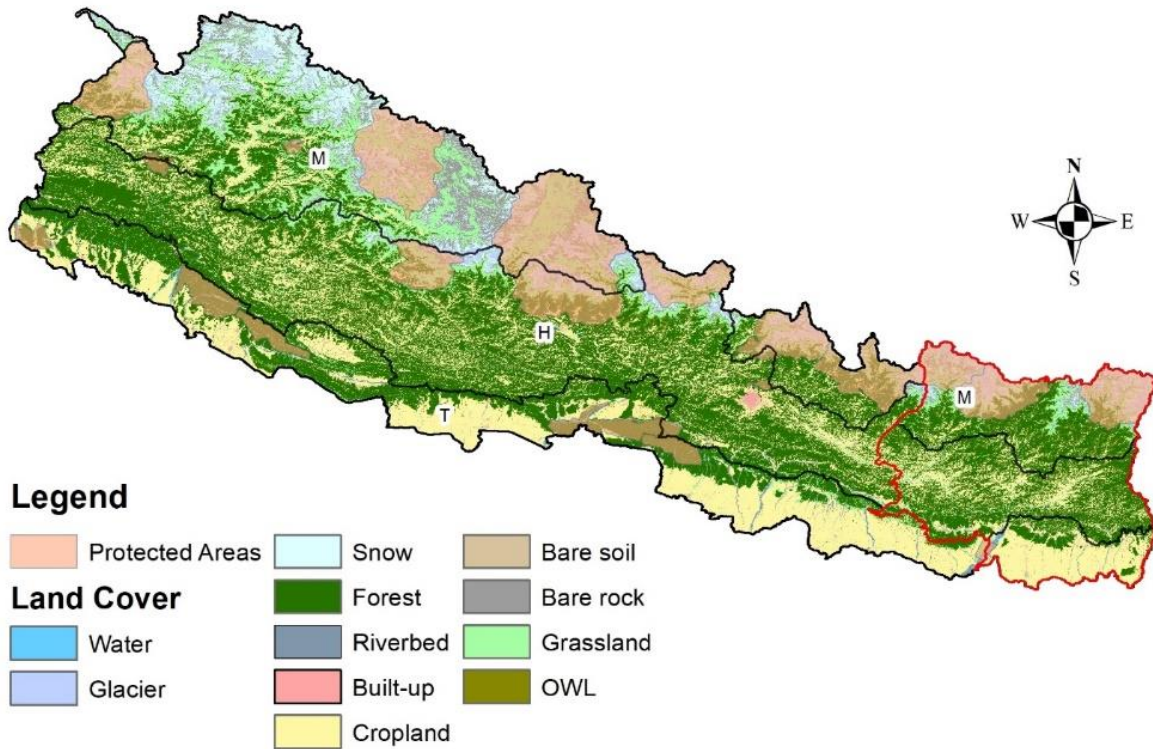 M
N
W E
S
H
M
T
Legend
Protected Areas
Land Cover
Water
Glacier
Snow
Forest
Riverbed
Built-up
Cropland
Bare soil
Bare rock
Grassland
OWL